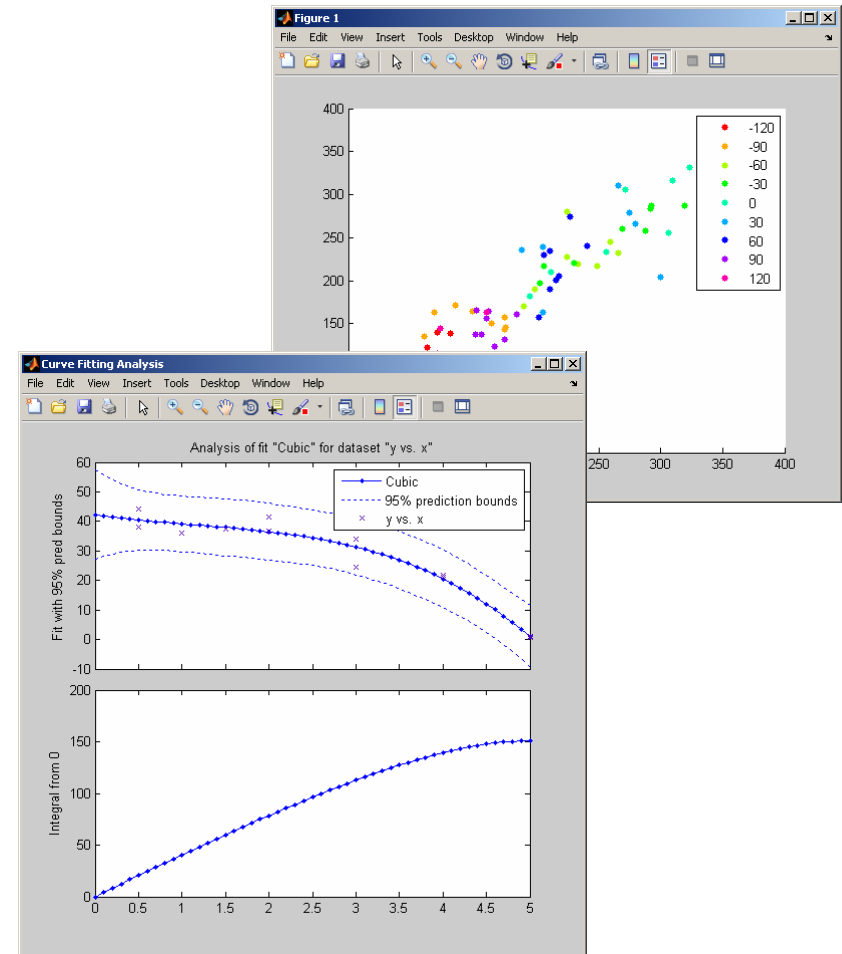 Figure 1
File Edit View Insert Tools Desktop Window Help
400
350
300
250
200
150
-120
-90
-60
-30
0
30
60
90
120
250 300 350 400
Curve Fitting Analysis
File Edit View Insert Tools Desktop Window Help
Analysis of fit "Cubic" for dataset "y vs. x"
Fit with 95% pred bounds
60
50
40
30
20
10
0
-10
Cubic
95% prediction bounds
y vs. x
Integral from 0
200
150
100
50
0
0 0.5 1 1.5 2 2.5 3 3.5 4 4.5 5